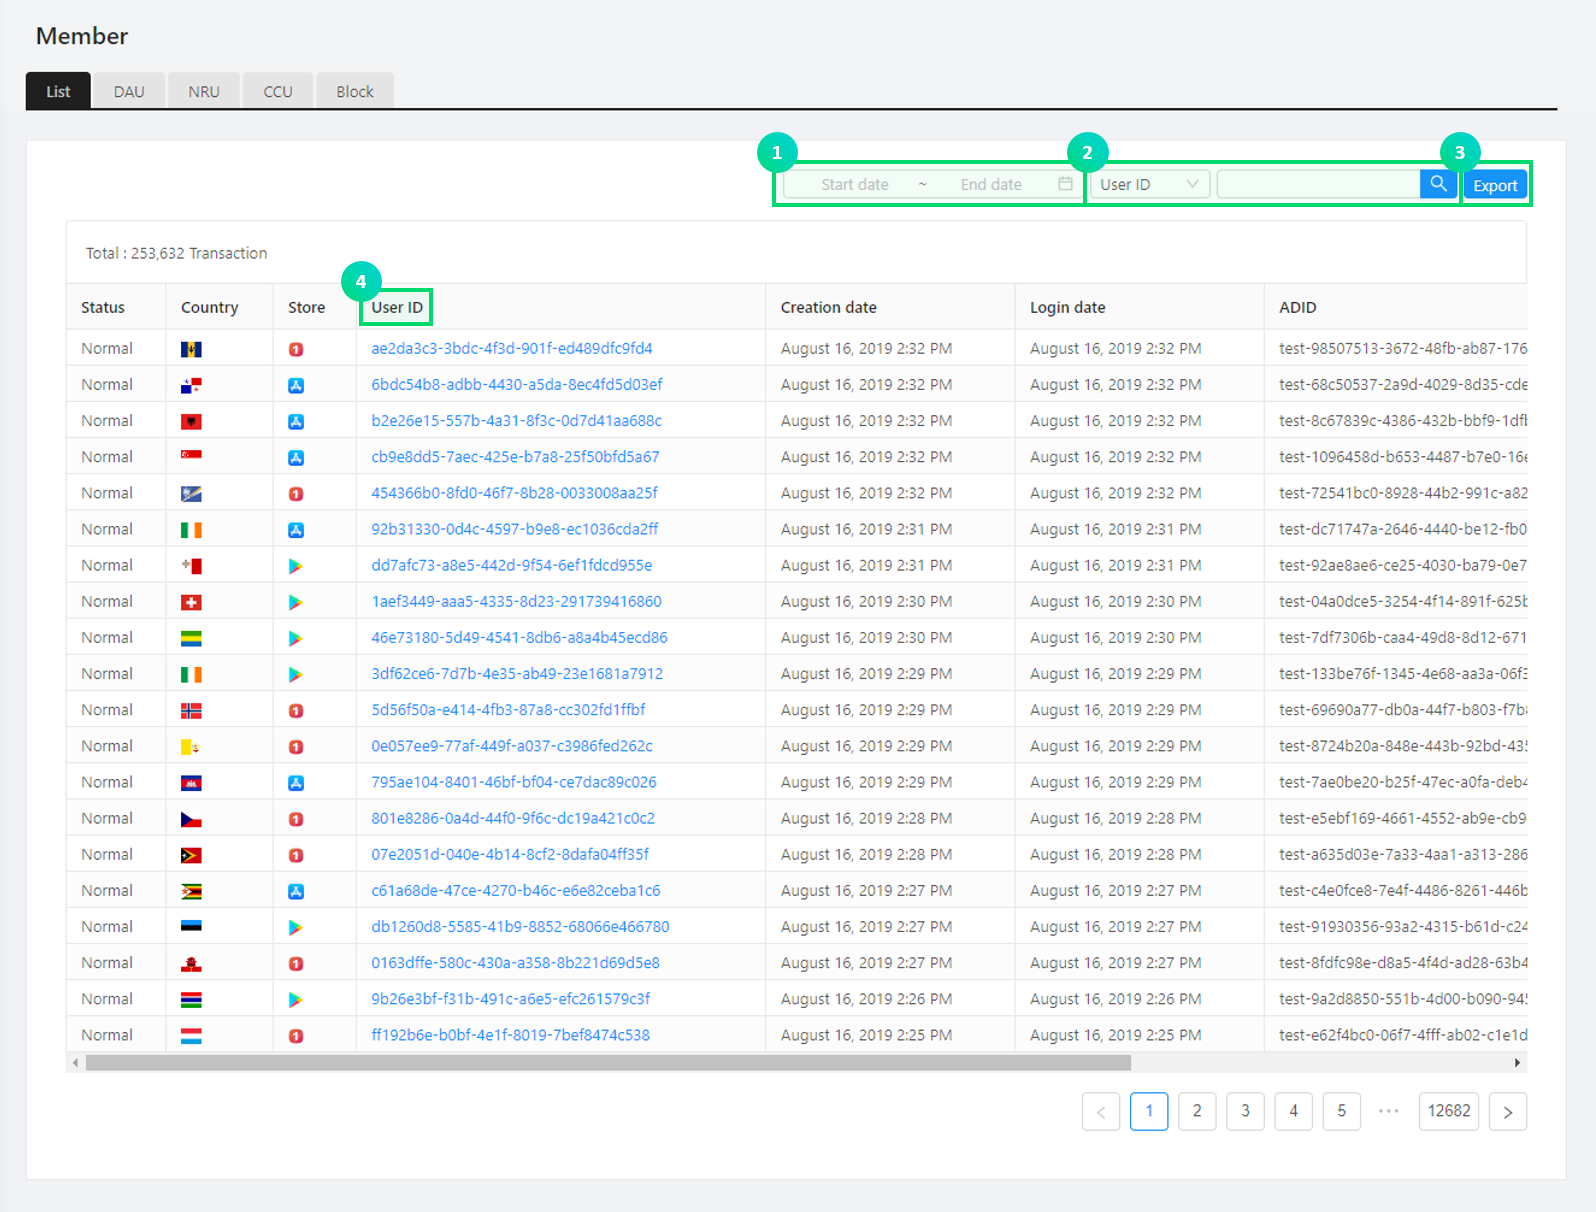 Member
List DAU NRU CCU Block
1 2 3
Start date ~ End date User ID Export
Total : 253,632 Transaction
4
Status Country Store User ID Creation date Login date ADID
Normal 1 ae2da3c3-3bdc-4f3d-901f-ed489dfc9fd4 August 16, 2019 2:32 PM August 16, 2019 2:32 PM test-98507513-3672-48fb-ab87-176
Normal 6bdc54b8-adbb-4430-a5da-8ec4fd5d03ef August 16, 2019 2:32 PM August 16, 2019 2:32 PM test-68c50537-2a9d-4029-8d35-cde
Normal b2e26e15-557b-4a31-8f3c-0d7d41aa688c August 16, 2019 2:32 PM August 16, 2019 2:32 PM test-8c67839c-4386-432b-bbf9-1dfb
Normal cb9e8dd5-7aec-425e-b7a8-25f50bfd5a67 August 16, 2019 2:32 PM August 16, 2019 2:32 PM test-1096458d-b653-4487-b7e0-16e
Normal 1 454366b0-8fd0-46f7-8b28-0033008aa25f August 16, 2019 2:32 PM August 16, 2019 2:32 PM test-72541bc0-8928-44b2-991c-a82
Normal 92b31330-0d4c-4597-b9e8-ec1036cda2ff August 16, 2019 2:31 PM August 16, 2019 2:31 PM test-dc71747a-2646-4440-be12-fb0
Normal dd7afc73-a8e5-442d-9f54-6ef1fdcd955e August 16, 2019 2:31 PM August 16, 2019 2:31 PM test-92ae8ae6-ce25-4030-ba79-0e7
Normal 1aef3449-aaa5-4335-8d23-291739416860 August 16, 2019 2:30 PM August 16, 2019 2:30 PM test-04a0dce5-3254-4f14-891f-625b
Normal 46e73180-5d49-4541-8db6-a8a4b45ecd86 August 16, 2019 2:30 PM August 16, 2019 2:30 PM test-7df7306b-caa4-49d8-8d12-671
Normal 3df62ce6-7d7b-4e35-ab49-23e1681a7912 August 16, 2019 2:29 PM August 16, 2019 2:29 PM test-133be76f-1345-4e68-aa3a-06f3
Normal 1 5d56f50a-e414-4fb3-87a8-cc302fd1ffbf August 16, 2019 2:29 PM August 16, 2019 2:29 PM test-69690a77-db0a-44f7-b803-f7b8
Normal 1 0e057ee9-77af-449f-a037-c3986fed262c August 16, 2019 2:29 PM August 16, 2019 2:29 PM test-8724b20a-848e-443b-92bd-435
Normal 795ae104-8401-46bf-bf04-ce7dac89c026 August 16, 2019 2:29 PM August 16, 2019 2:29 PM test-7ae0be20-b25f-47ec-a0fa-deb4
Normal 1 801e8286-0a4d-44f0-9f6c-dc19a421c0c2 August 16, 2019 2:28 PM August 16, 2019 2:28 PM test-e5ebf169-4661-4552-ab9e-cb9
Normal 1 07e2051d-040e-4b14-8cf2-8dafa04ff35f August 16, 2019 2:28 PM August 16, 2019 2:28 PM test-a635d03e-7a33-4aa1-a313-286
Normal c61a68de-47ce-4270-b46c-e6e82ceba1c6 August 16, 2019 2:27 PM August 16, 2019 2:27 PM test-c4e0fce8-7e4f-4486-8261-446b
Normal db1260d8-5585-41b9-8852-68066e466780 August 16, 2019 2:27 PM August 16, 2019 2:27 PM test-91930356-93a2-4315-b61d-c24
Normal 1 0163dffe-580c-430a-a358-8b221d69d5e8 August 16, 2019 2:27 PM August 16, 2019 2:27 PM test-8fdfc98e-d8a5-4f4d-ad28-63b4
Normal 9b26e3bf-f31b-491c-a6e5-efc261579c3f August 16, 2019 2:26 PM August 16, 2019 2:26 PM test-9a2d8850-551b-4d00-b090-945
Normal 1 ff192b6e-b0bf-4e1f-8019-7bef8474c538 August 16, 2019 2:25 PM August 16, 2019 2:25 PM test-e62f4bc0-06f7-4fff-ab02-c1e1d
< 1 2 3 4 5 ••• 12682 >